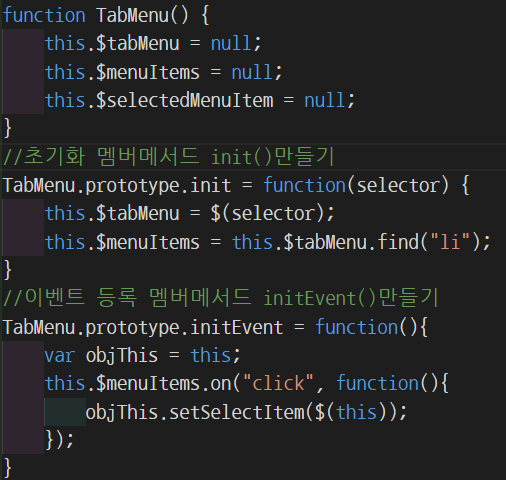 function TabMenu() {
    this.$tabMenu = null;
    this.$menuItems = null;
    this.$selectedMenuItem = null;
}
//초기화 멤버메서드 init()만들기
TabMenu.prototype.init = function(selector) {
    this.$tabMenu = $(selector);
    this.$menuItems = this.$tabMenu.find("li");
}
//이벤트 등록 멤버메서드 initEvent()만들기
TabMenu.prototype.initEvent = function(){
    var objThis = this;
    this.$menuItems.on("click", function(){
        objThis.setSelectItem($(this));
    });
}